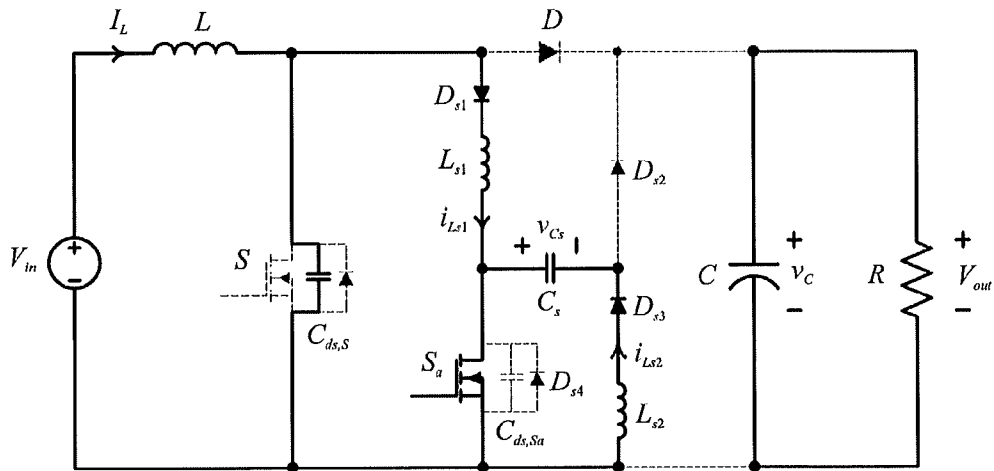 I_L
L
D
D_s1
L_s1
D_s2
i_Ls1
+ v_Cs −
V_in
+
−
S
C_s
D_s3
C
+
v_C
−
R
+
V_out
−
C_ds,S
S_a
D_s4
i_Ls2
L_s2
C_ds,Sa